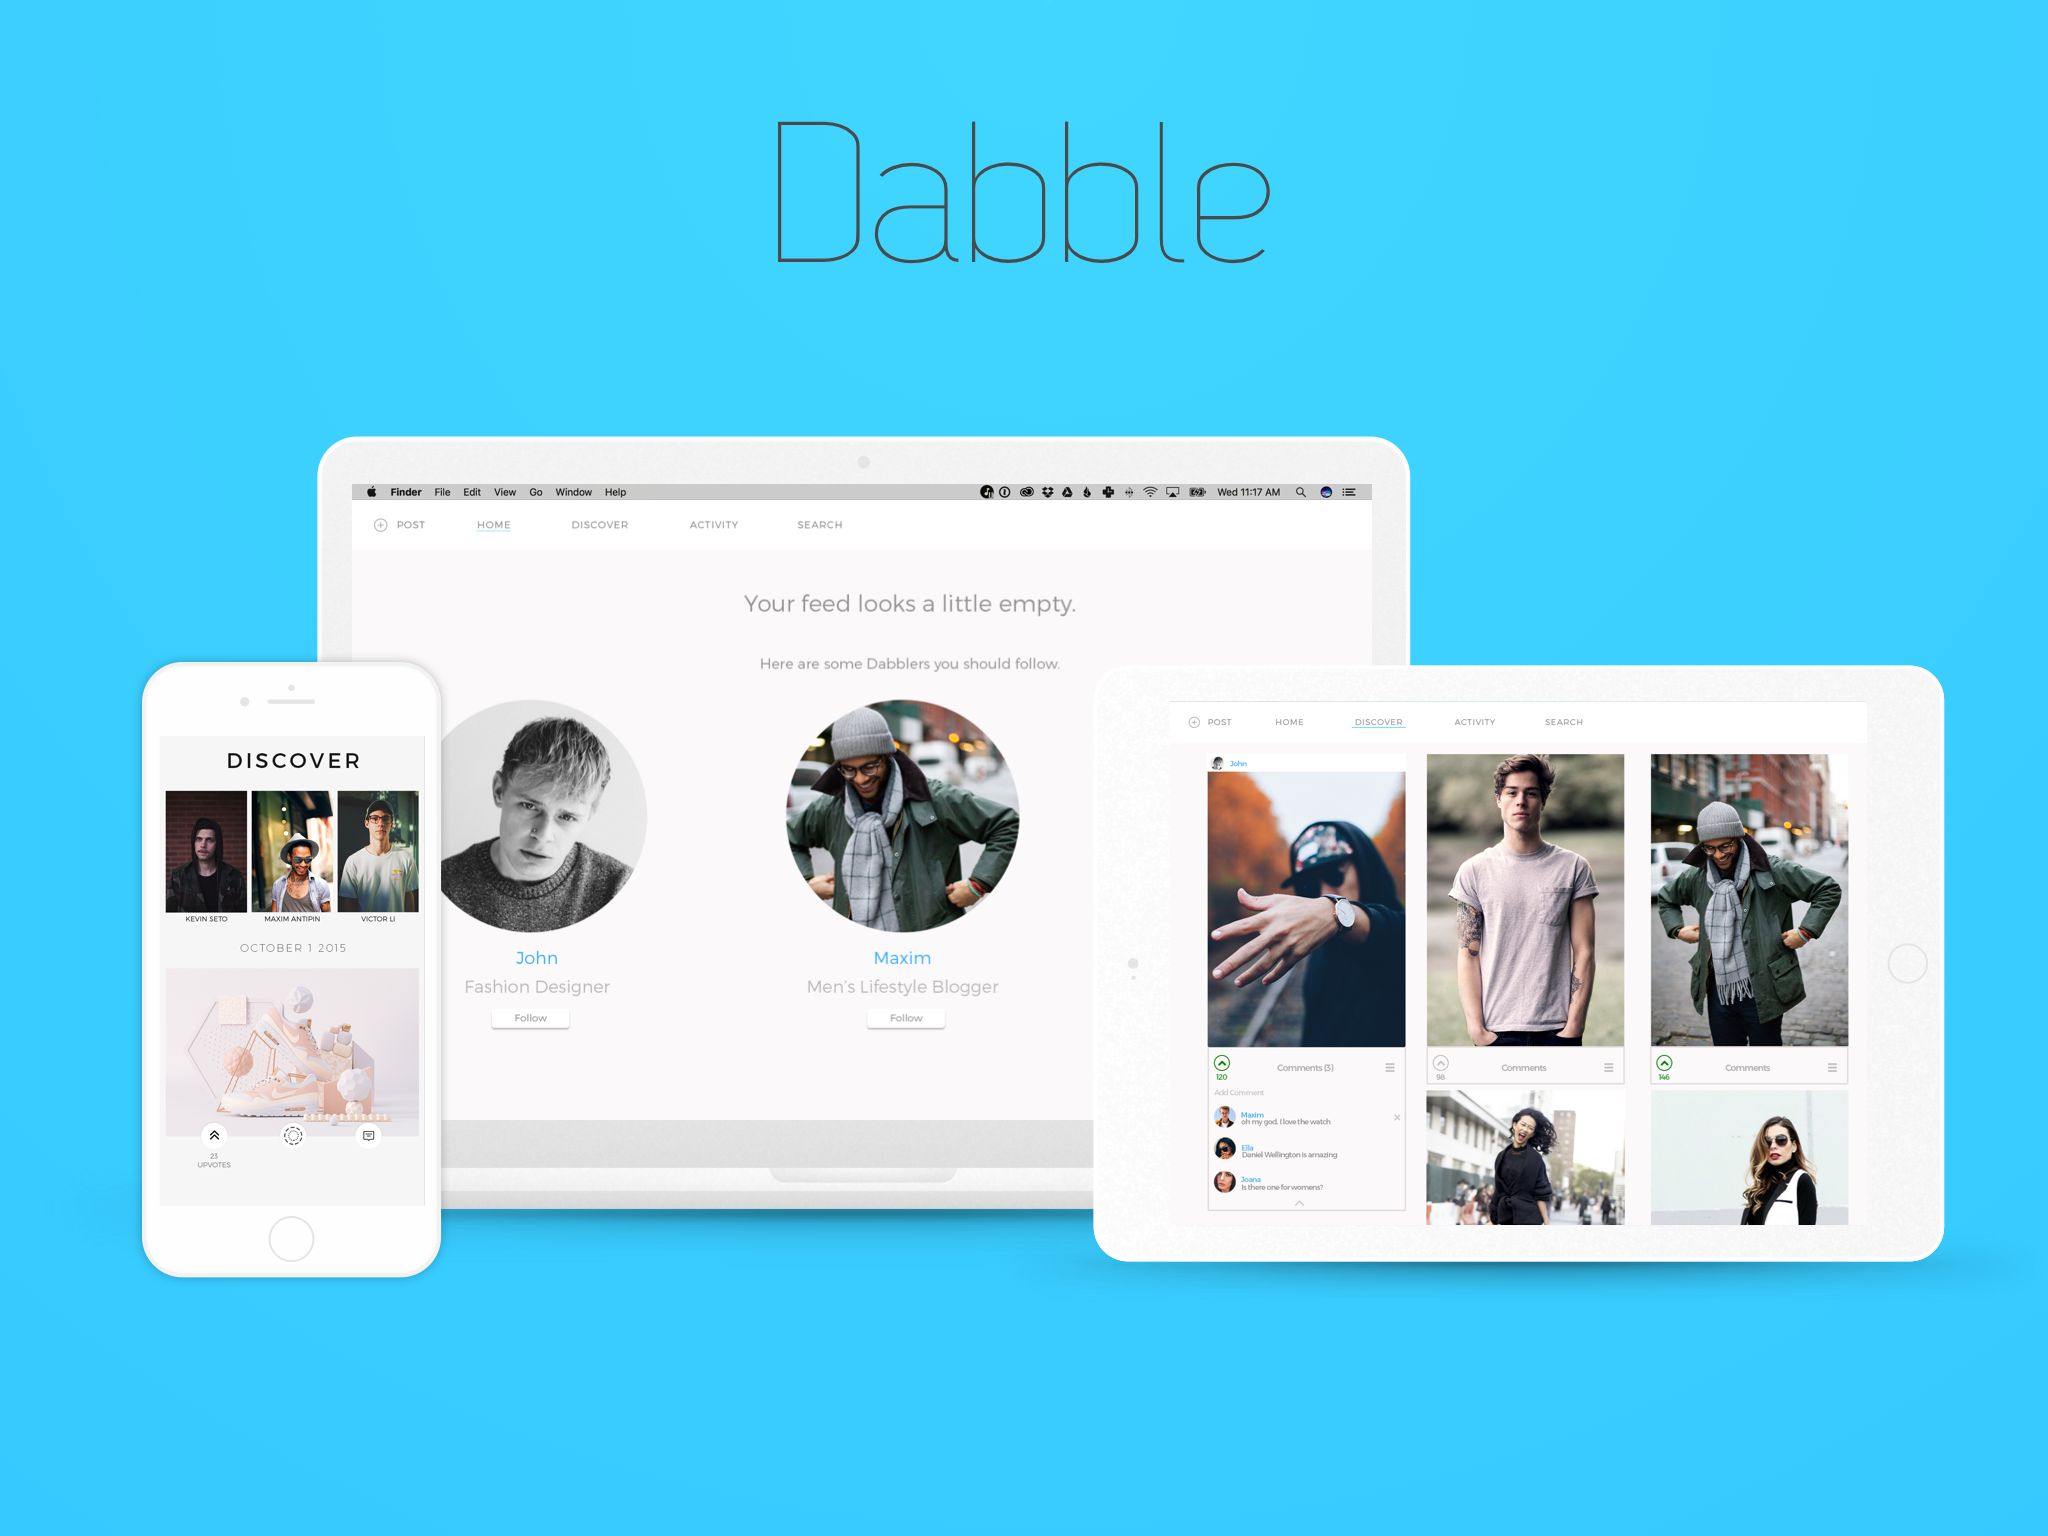 Dabble
Finder File Edit View Go Window Help Wed 11:17 AM
POST HOME DISCOVER ACTIVITY SEARCH
Your feed looks a little empty.
Here are some Dabblers you should follow.
John
Fashion Designer
Follow
Maxim
Men's Lifestyle Blogger
Follow
DISCOVER
KEVIN SETO MAXIM ANTIPIN VICTOR LI
OCTOBER 1 2015
23
UPVOTES
POST HOME DISCOVER ACTIVITY SEARCH
John
120 Comments (3)
Add Comment
Maxim
oh my god, I love the watch
Ella
Daniel Wellington is amazing
Joana
Is there one for womens?
98 Comments
146 Comments